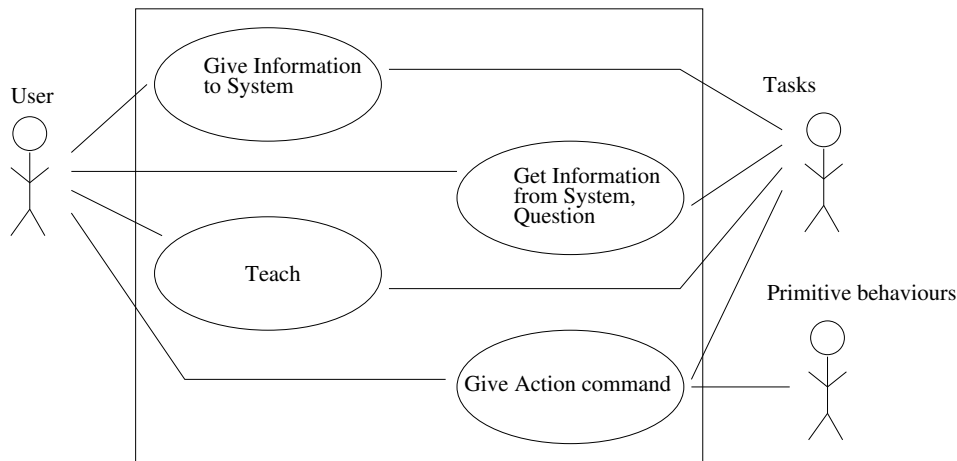 User
Give Information
to System
Tasks
Get Information
from System,
Question
Teach
Primitive behaviours
Give Action command